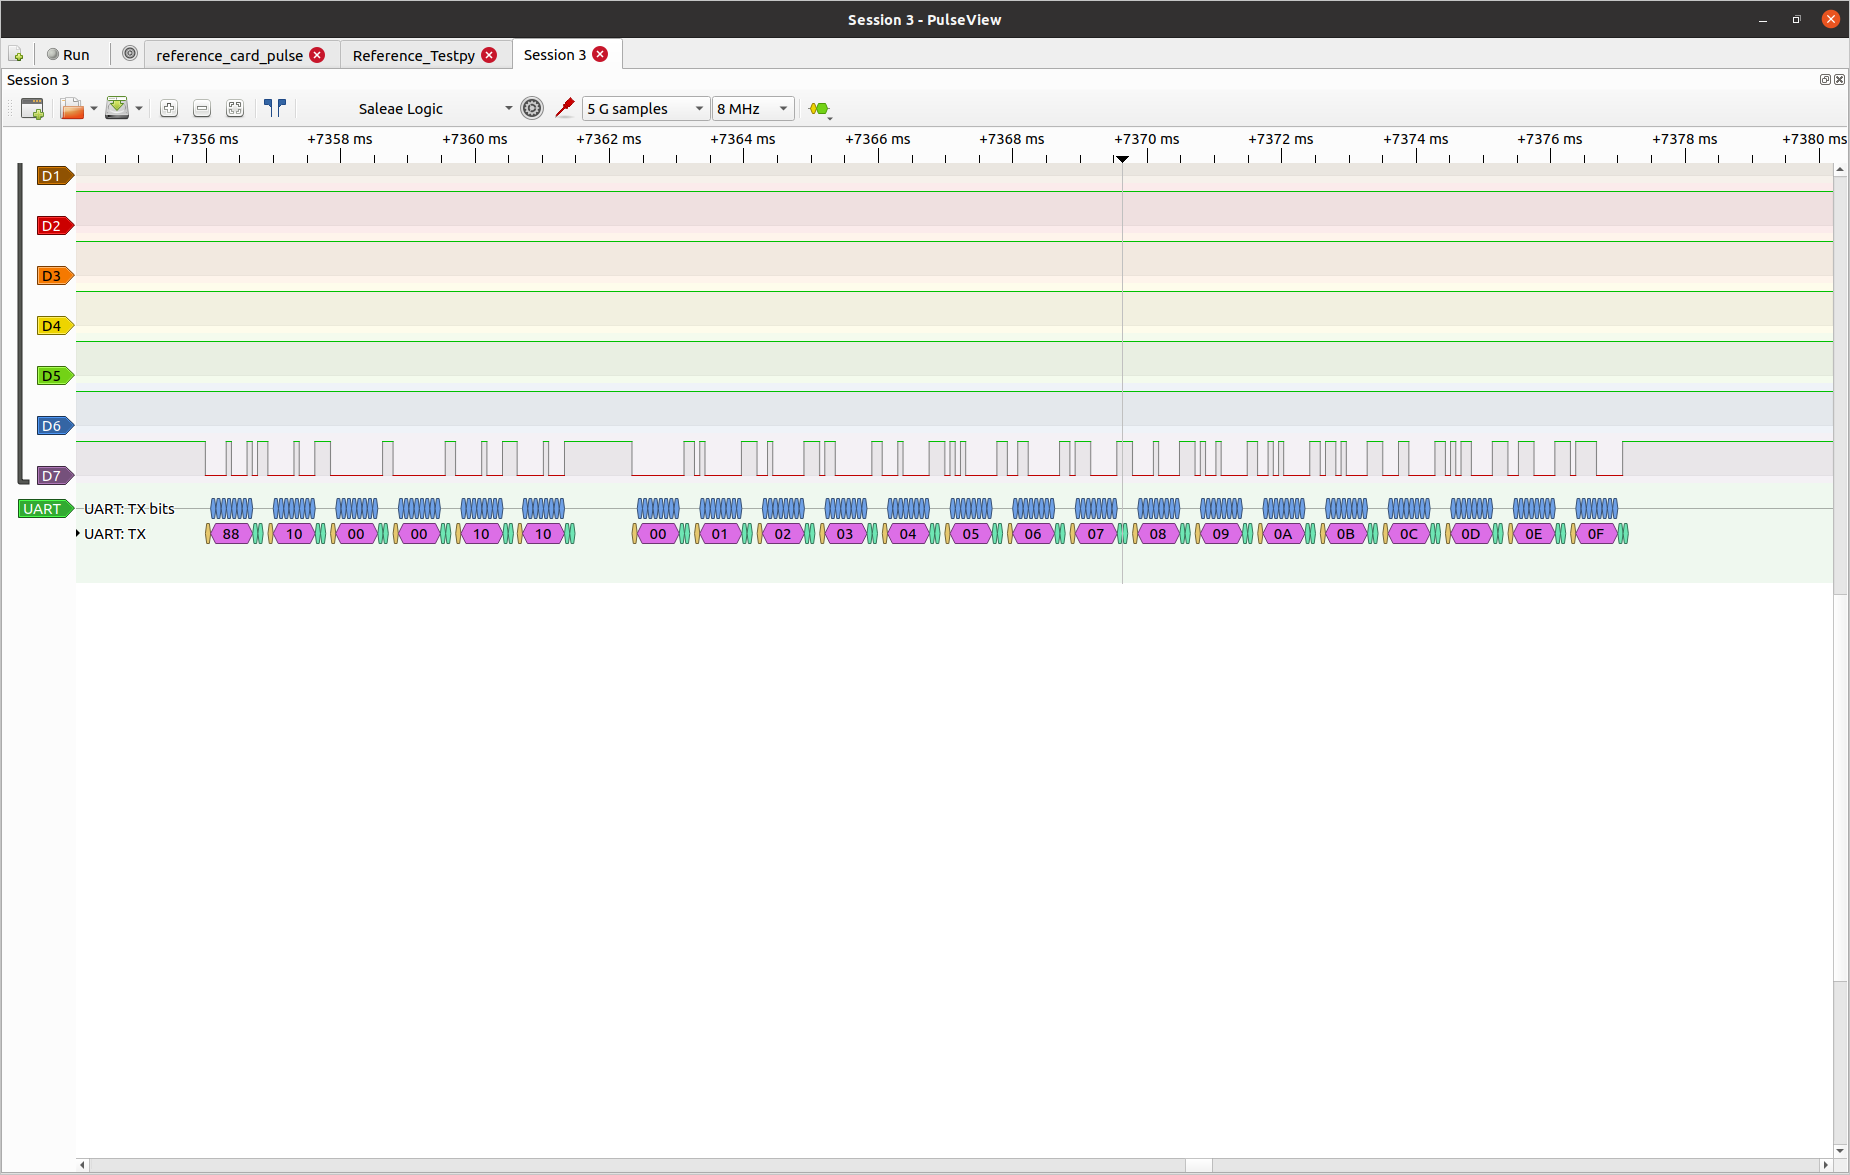 Session 3 - PulseView
Run reference_card_pulse Reference_Testpy Session 3
Session 3
Saleae Logic 5 G samples 8 MHz
+7356 ms +7358 ms +7360 ms +7362 ms +7364 ms +7366 ms +7368 ms +7370 ms +7372 ms +7374 ms +7376 ms +7378 ms +7380 ms
D1
D2
D3
D4
D5
D6
D7
UART UART: TX bits
UART: TX 88 10 00 00 10 10 00 01 02 03 04 05 06 07 08 09 0A 0B 0C 0D 0E 0F